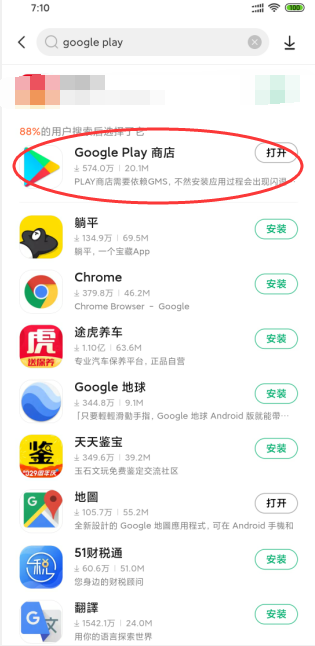 7:10
100
google play
88%的用户搜索后选择了它
Google Play 商店
574.0万 | 20.1M
PLAY商店需要依赖GMS，不然安装应用过程会出现闪退
打开
躺平
134.9万 | 69.5M
躺平，一个宝藏App
安装
Chrome
379.8万 | 46.2M
Chrome Browser – Google
安装
途虎养车
1.10亿 | 63.6M
专业汽车保养平台，正品自营
安装
虎
送保养
Google 地球
344.8万 | 9.1M
「只要輕輕滑動手指，Google 地球 Android 版就能帶…
安装
天天鉴宝
349.6万 | 39.2M
玉石文玩免费鉴定交流社区
安装
鉴
地圖
105.7万 | 55.2M
全新設計的 Google 地圖應用程式，可在 Android 手機和
打开
51财税通
60.6万 | 51.0M
您身边的财税顾问
安装
税
翻譯
1542.1万 | 24.0M
用你的语言探索世界
安装
G
文